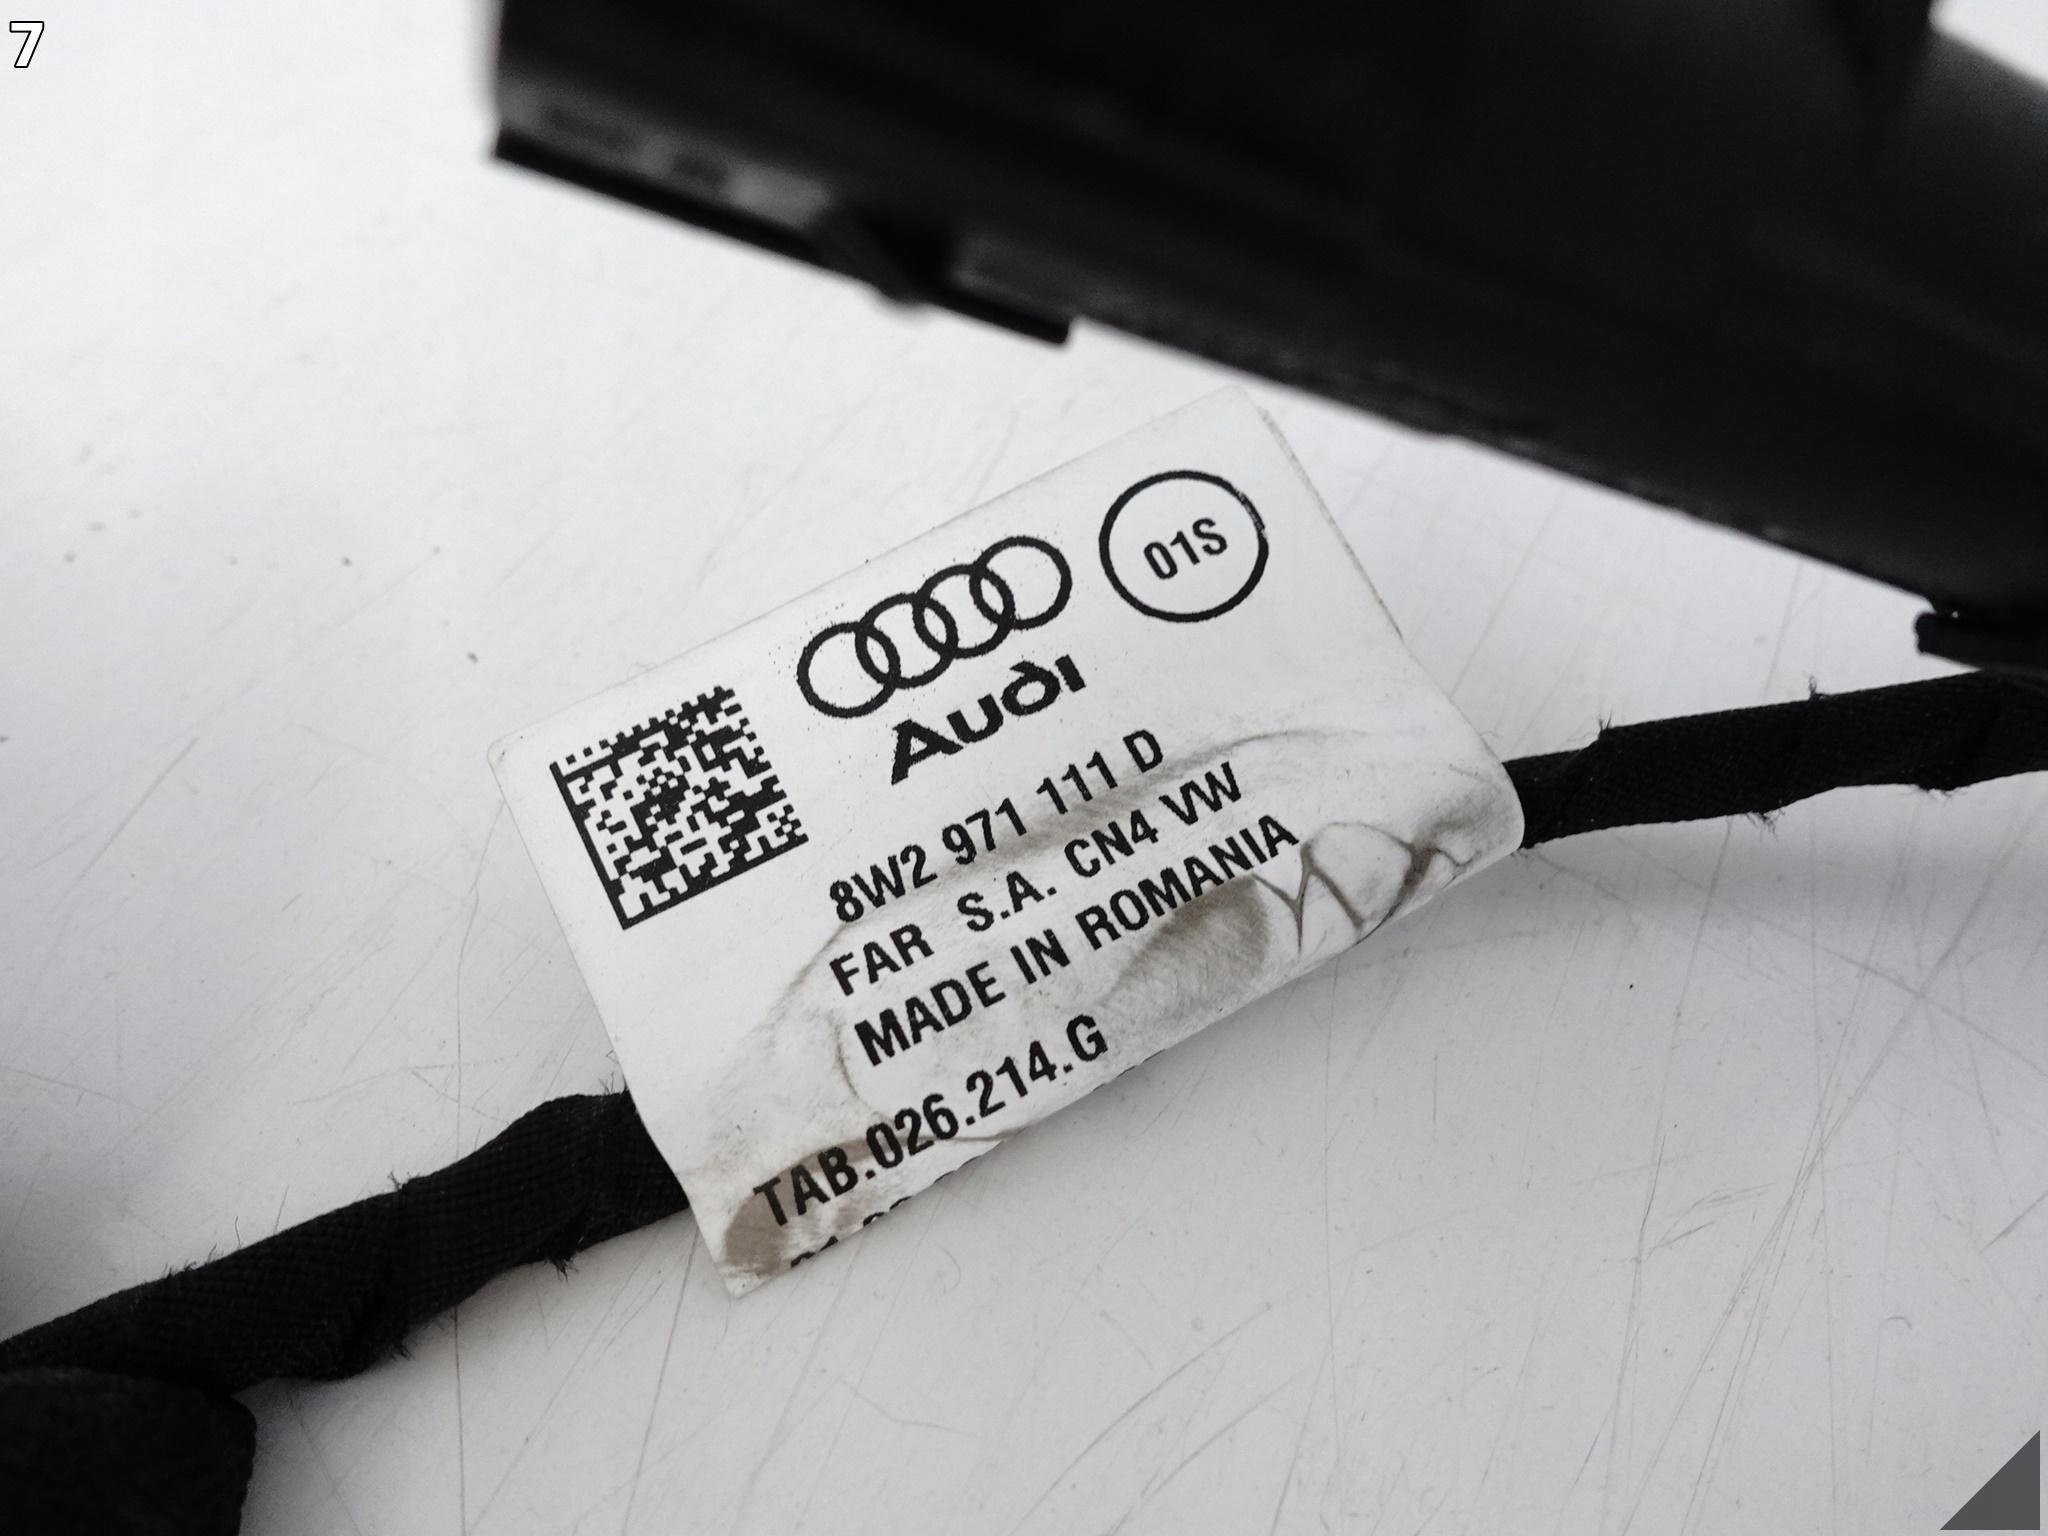 7
01S
Audi
8W2 971 111 D
FAR S.A. CN4 VW
MADE IN ROMANIA
TAB.026.214.G